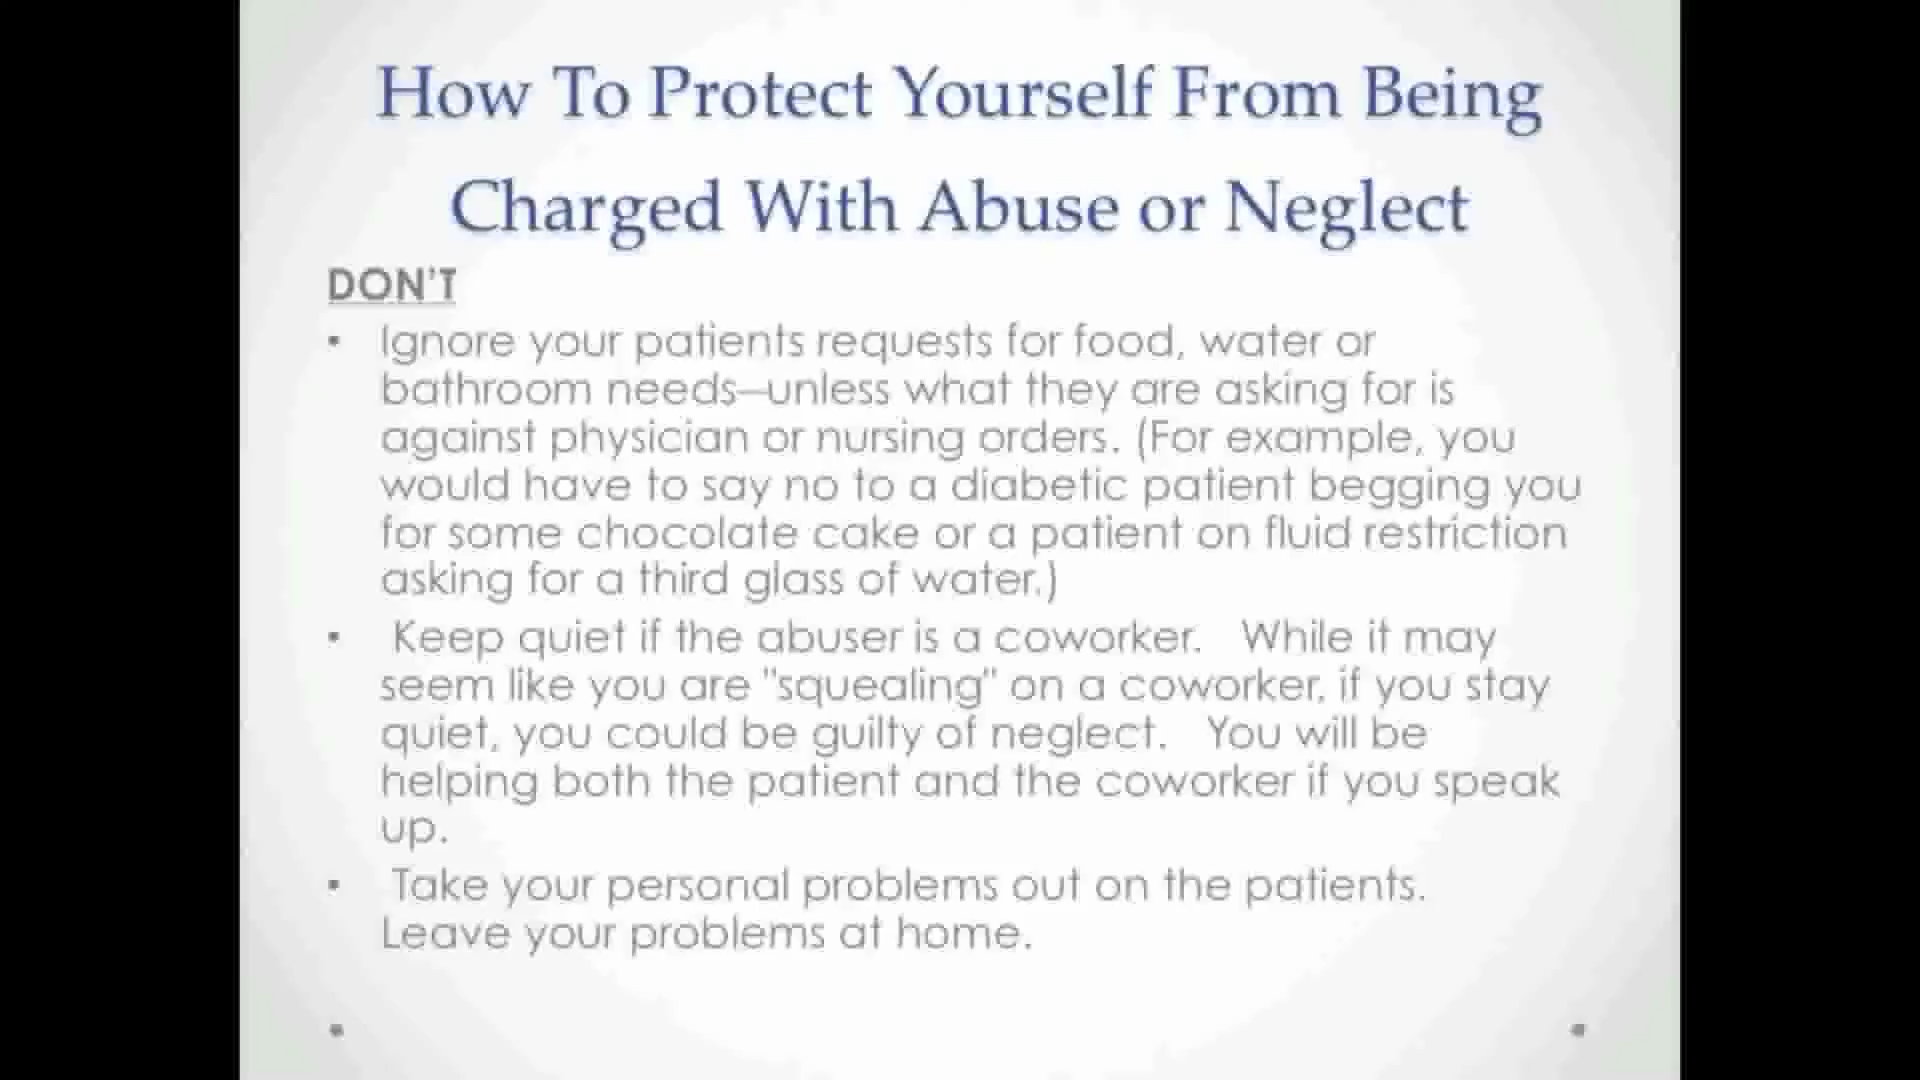 How To Protect Yourself From Being
Charged With Abuse or Neglect
DON'T
• Ignore your patients requests for food, water or
bathroom needs—unless what they are asking for is
against physician or nursing orders. (For example, you
would have to say no to a diabetic patient begging you
for some chocolate cake or a patient on fluid restriction
asking for a third glass of water.)
• Keep quiet if the abuser is a coworker. While it may
seem like you are "squealing" on a coworker, if you stay
quiet, you could be guilty of neglect. You will be
helping both the patient and the coworker if you speak
up.
• Take your personal problems out on the patients.
Leave your problems at home.